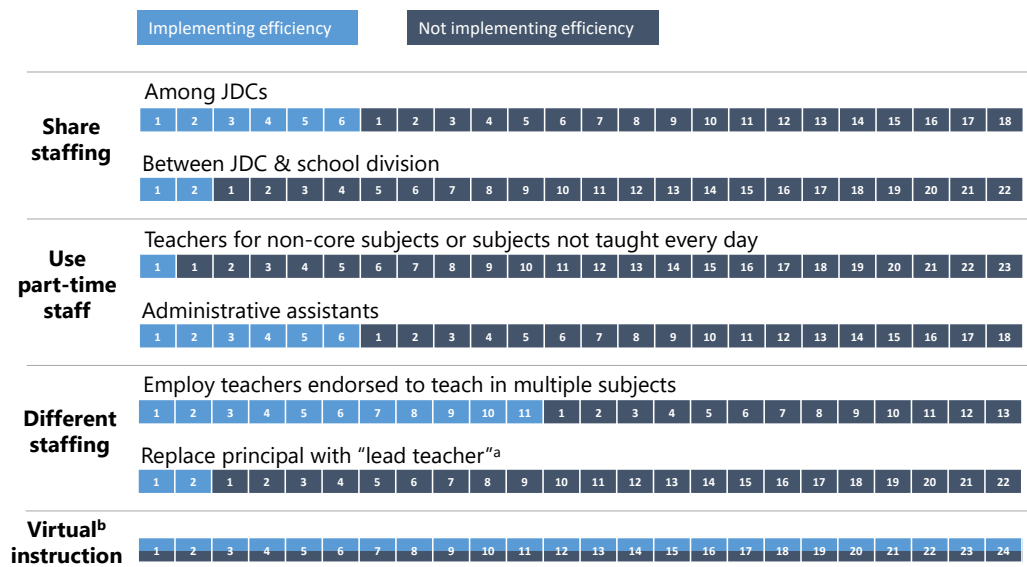 Implementing efficiency Not implementing efficiency
Among JDCs
Share staffing
1 2 3 4 5 6 1 2 3 4 5 6 7 8 9 10 11 12 13 14 15 16 17 18
Between JDC & school division
1 2 1 2 3 4 5 6 7 8 9 10 11 12 13 14 15 16 17 18 19 20 21 22
Teachers for non-core subjects or subjects not taught every day
Use part-time staff
1 1 2 3 4 5 6 7 8 9 10 11 12 13 14 15 16 17 18 19 20 21 22 23
Administrative assistants
1 2 3 4 5 6 1 2 3 4 5 6 7 8 9 10 11 12 13 14 15 16 17 18
Employ teachers endorsed to teach in multiple subjects
Different staffing
1 2 3 4 5 6 7 8 9 10 11 1 2 3 4 5 6 7 8 9 10 11 12 13
Replace principal with “lead teacher”ᵃ
1 2 1 2 3 4 5 6 7 8 9 10 11 12 13 14 15 16 17 18 19 20 21 22
Virtualᵇ instruction
1 2 3 4 5 6 7 8 9 10 11 12 13 14 15 16 17 18 19 20 21 22 23 24